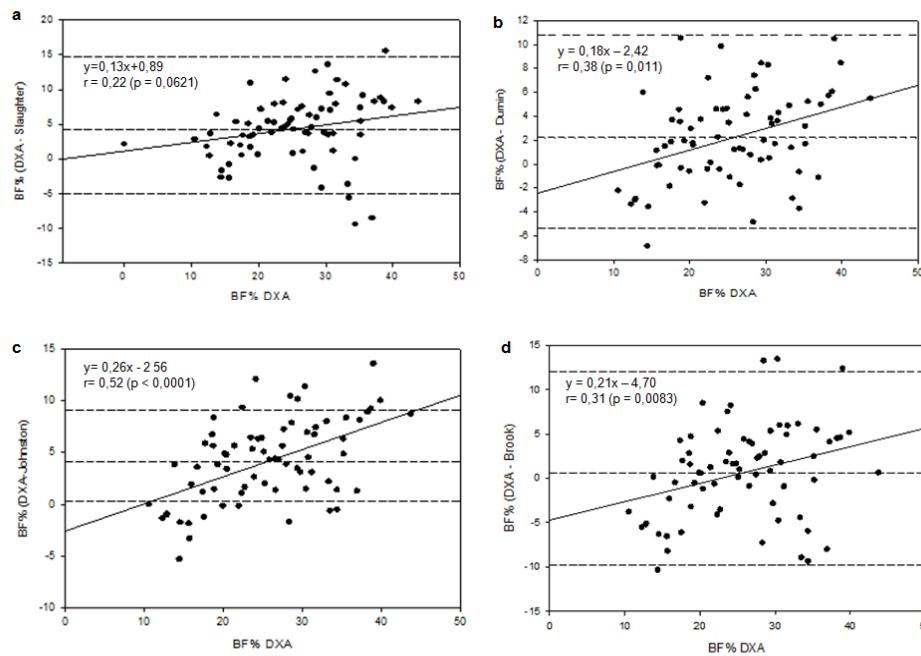 a
y=0,13x+0,89
r = 0,22 (p = 0,0621)
BF% (DXA - Slaughter)
20
15
10
5
0
-5
-10
-15
0 10 20 30 40 50
BF% DXA
b
y = 0,18x – 2,42
r= 0,38 (p = 0,011)
BF% (DXA - Durnin)
12
10
8
6
4
2
0
-2
-4
-6
-8
0 10 20 30 40 50
BF% DXA
c
y= 0,26x - 2 56
r= 0,52 (p < 0,0001)
BF% (DXA-Johnston)
15
10
5
0
-5
-10
0 10 20 30 40 50
BF% DXA
d
y = 0,21x – 4,70
r= 0,31 (p = 0,0083)
BF% (DXA - Brook)
15
10
5
0
-5
-10
-15
0 10 20 30 40 50
BF% DXA